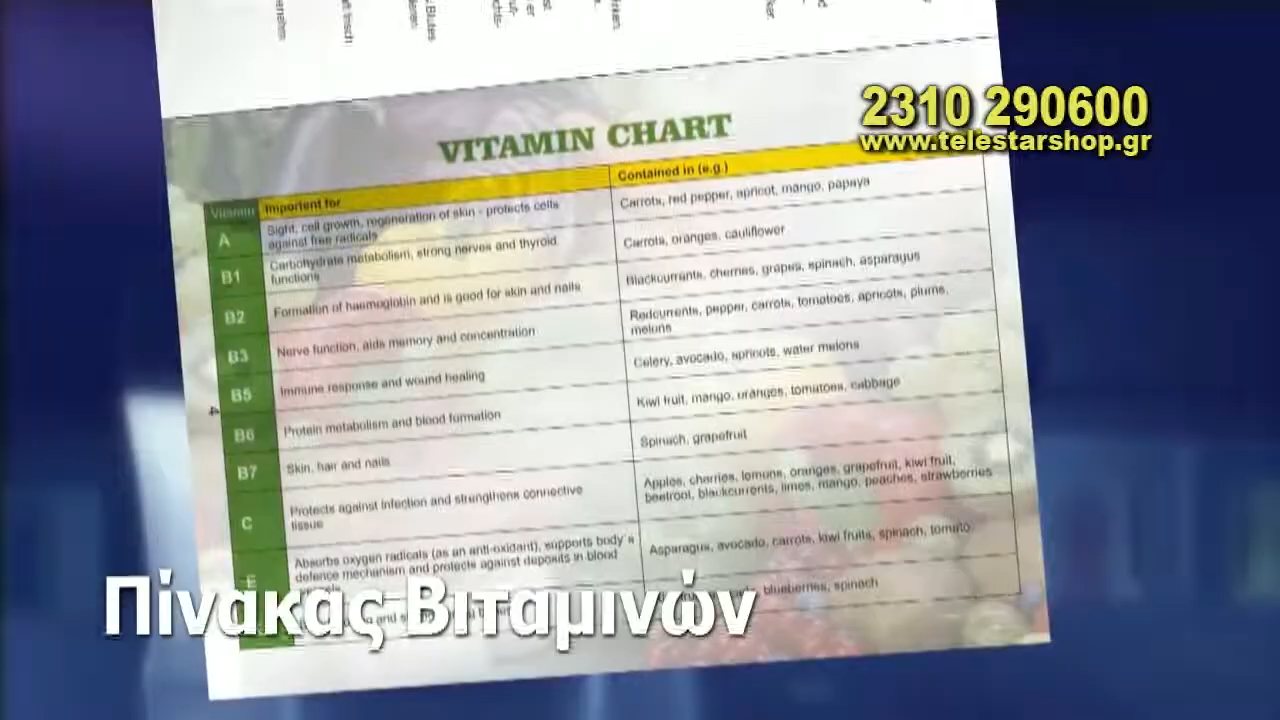 2310 290600
www.telestarshop.gr
VITAMIN CHART
Vitamin Important for Contained in (e.g.)
A Sight, cell growth, regeneration of skin - protects cells against free radicals Carrots, red pepper, apricot, mango, papaya
B1 Carbohydrate metabolism, strong nerves and thyroid functions Carrots, oranges, cauliflower
B2 Formation of haemoglobin and is good for skin and nails Blackcurrants, cherries, grapes, spinach, asparagus
B3 Nerve function, aids memory and concentration Redcurrents, pepper, carrots, tomatoes, apricots, plums, melons
B5 Immune response and wound healing Celery, avocado, apricots, water melons
B6 Protein metabolism and blood formation Kiwi fruit, mango, oranges, tomatoes, cabbage
B7 Skin, hair and nails Spinach, grapefruit
C Protects against infection and strengthens connective tissue Apples, cherries, lemons, oranges, grapefruit, kiwi fruit, beetroot, blackcurrents, limes, mango, peaches, strawberries
E Absorbs oxygen radicals (as an anti-oxidant), supports body's defence mechanism and protects against deposits in blood Asparagus, avocado, carrots, kiwi fruits, spinach, tomato
and blueberries, spinach
4
Πίνακας Βιταμινών